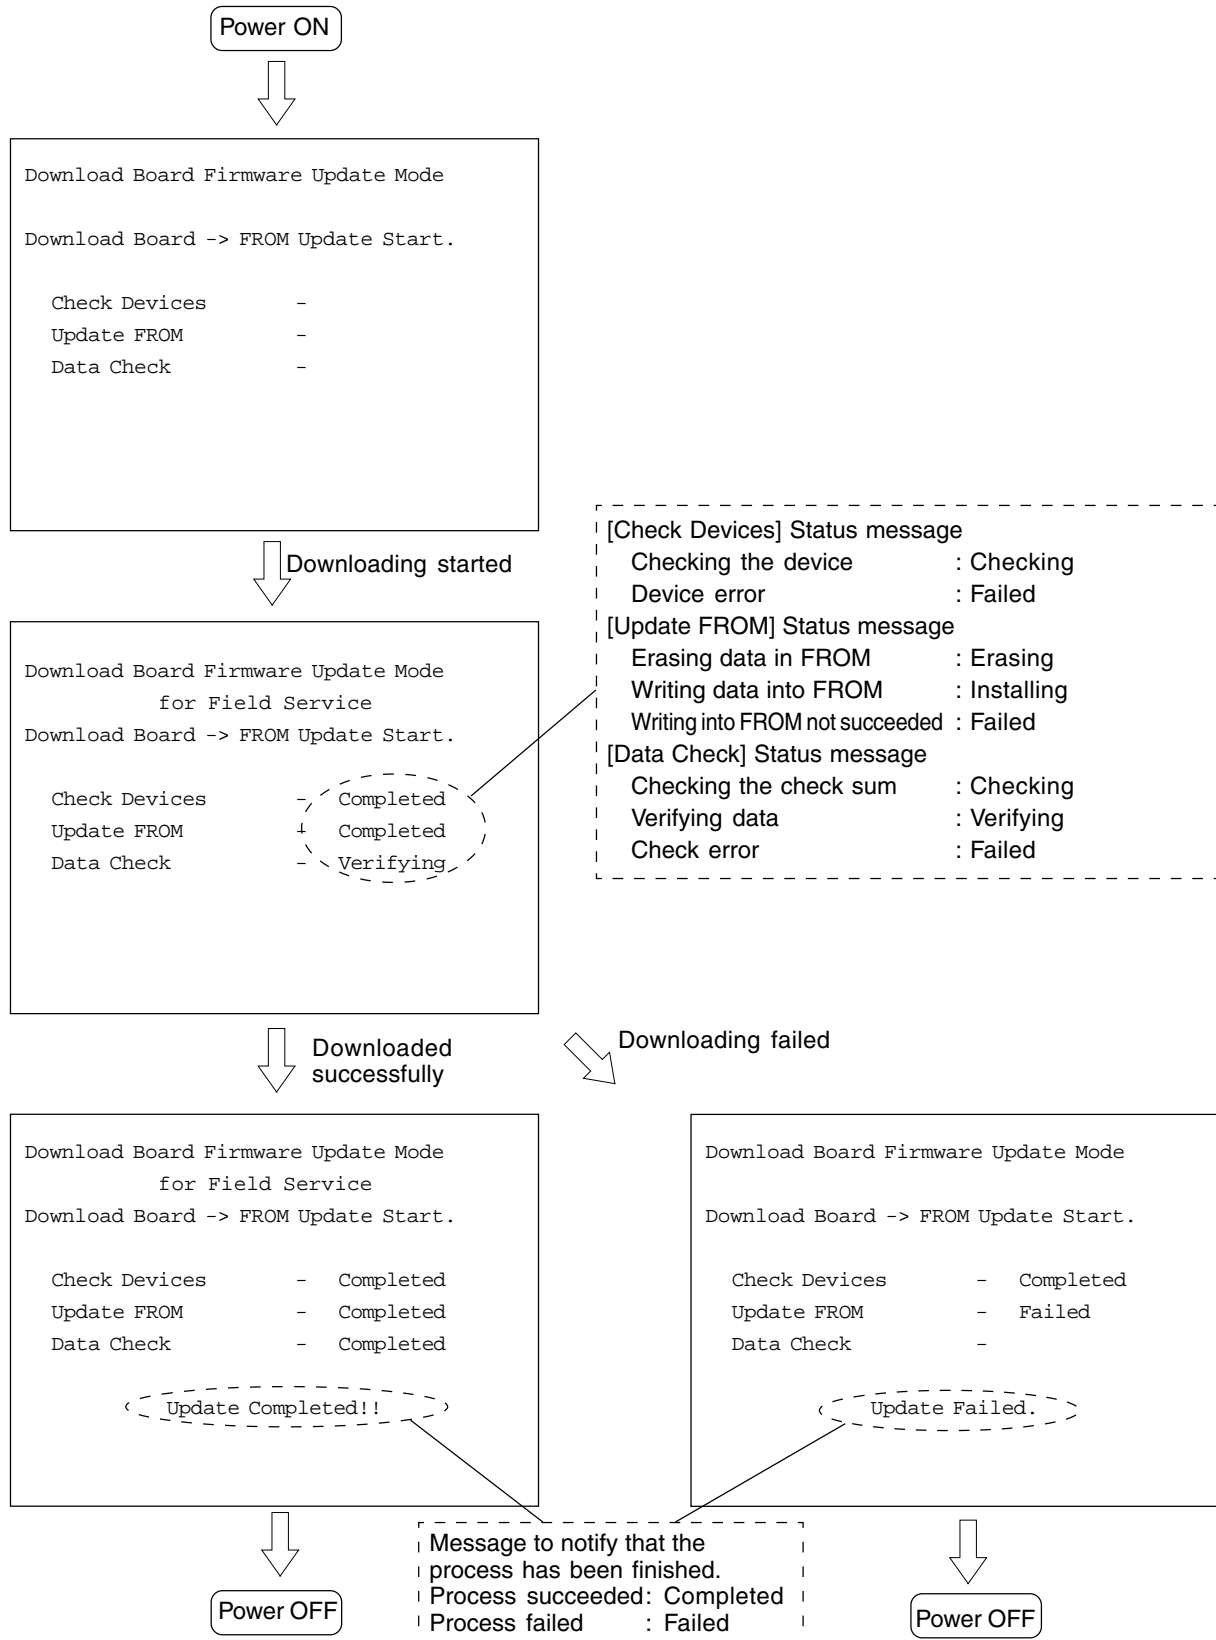 Power ON
Download Board Firmware Update Mode
Download Board -> FROM Update Start.
Check Devices -
Update FROM -
Data Check -
Downloading started
[Check Devices] Status message
Checking the device : Checking
Device error : Failed
[Update FROM] Status message
Erasing data in FROM : Erasing
Writing data into FROM : Installing
Writing into FROM not succeeded : Failed
[Data Check] Status message
Checking the check sum : Checking
Verifying data : Verifying
Check error : Failed
Download Board Firmware Update Mode
for Field Service
Download Board -> FROM Update Start.
Check Devices - Completed
Update FROM - Completed
Data Check - Verifying
Downloaded
successfully
Downloading failed
Download Board Firmware Update Mode
for Field Service
Download Board -> FROM Update Start.
Check Devices - Completed
Update FROM - Completed
Data Check - Completed
Update Completed!!
Download Board Firmware Update Mode
Download Board -> FROM Update Start.
Check Devices - Completed
Update FROM - Failed
Data Check -
Update Failed.
Message to notify that the
process has been finished.
Process succeeded: Completed
Process failed : Failed
Power OFF
Power OFF